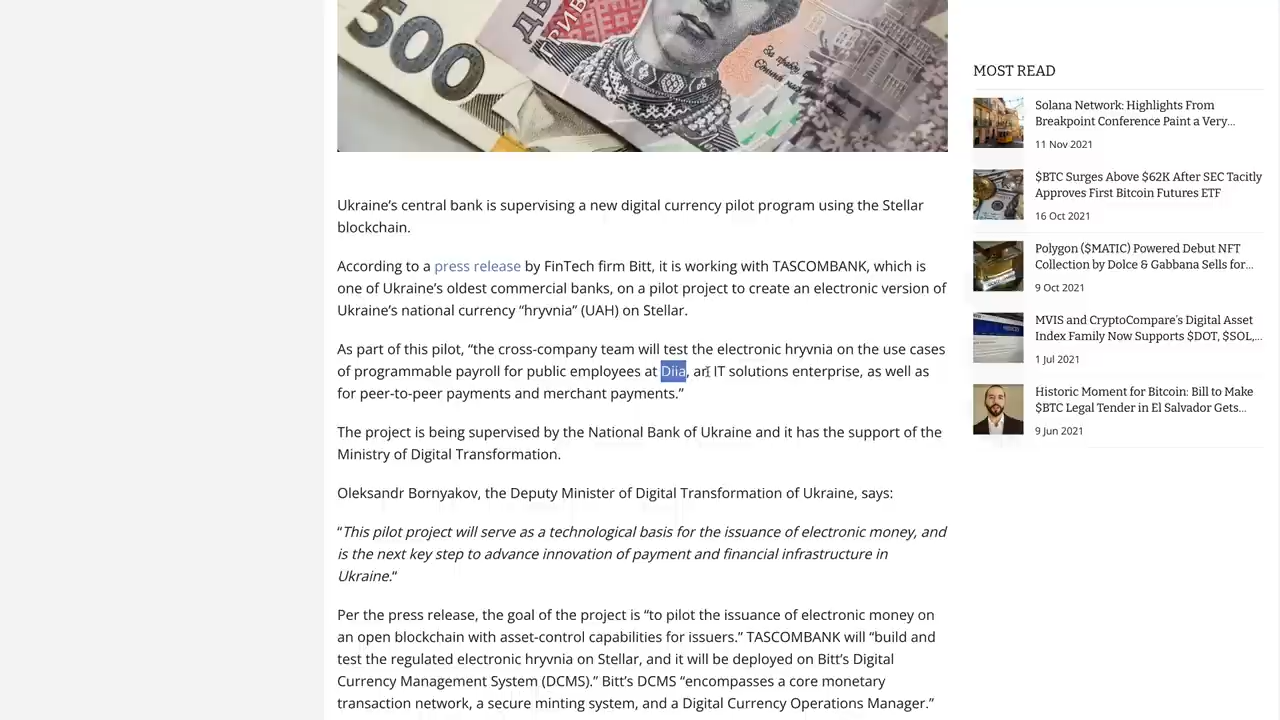 500
Ukraine’s central bank is supervising a new digital currency pilot program using the Stellar
blockchain.
According to a press release by FinTech firm Bitt, it is working with TASCOMBANK, which is
one of Ukraine’s oldest commercial banks, on a pilot project to create an electronic version of
Ukraine’s national currency “hryvnia” (UAH) on Stellar.
As part of this pilot, “the cross-company team will test the electronic hryvnia on the use cases
of programmable payroll for public employees at Diia, an IT solutions enterprise, as well as
for peer-to-peer payments and merchant payments.”
The project is being supervised by the National Bank of Ukraine and it has the support of the
Ministry of Digital Transformation.
Oleksandr Bornyakov, the Deputy Minister of Digital Transformation of Ukraine, says:
“This pilot project will serve as a technological basis for the issuance of electronic money, and
is the next key step to advance innovation of payment and financial infrastructure in
Ukraine.“
Per the press release, the goal of the project is “to pilot the issuance of electronic money on
an open blockchain with asset-control capabilities for issuers.” TASCOMBANK will “build and
test the regulated electronic hryvnia on Stellar, and it will be deployed on Bitt’s Digital
Currency Management System (DCMS).” Bitt’s DCMS “encompasses a core monetary
transaction network, a secure minting system, and a Digital Currency Operations Manager.”
MOST READ
Solana Network: Highlights From
Breakpoint Conference Paint a Very...
11 Nov 2021
$BTC Surges Above $62K After SEC Tacitly
Approves First Bitcoin Futures ETF
16 Oct 2021
Polygon ($MATIC) Powered Debut NFT
Collection by Dolce & Gabbana Sells for...
9 Oct 2021
MVIS and CryptoCompare’s Digital Asset
Index Family Now Supports $DOT, $SOL,...
1 Jul 2021
Historic Moment for Bitcoin: Bill to Make
$BTC Legal Tender in El Salvador Gets...
9 Jun 2021